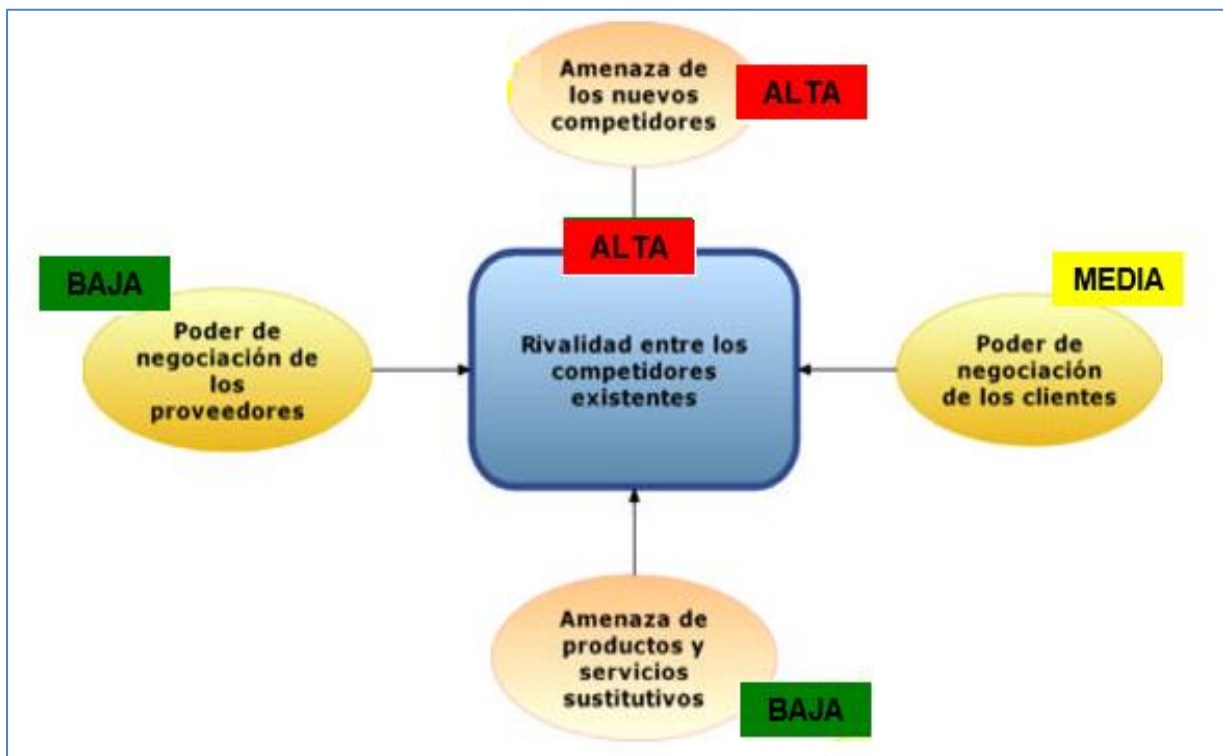 Amenaza de
los nuevos
competidores
ALTA
ALTA
BAJA
Poder de
negociación de
los
proveedores
Rivalidad entre los
competidores
existentes
MEDIA
Poder de
negociación
de los clientes
Amenaza de
productos y
servicios
sustitutivos
BAJA